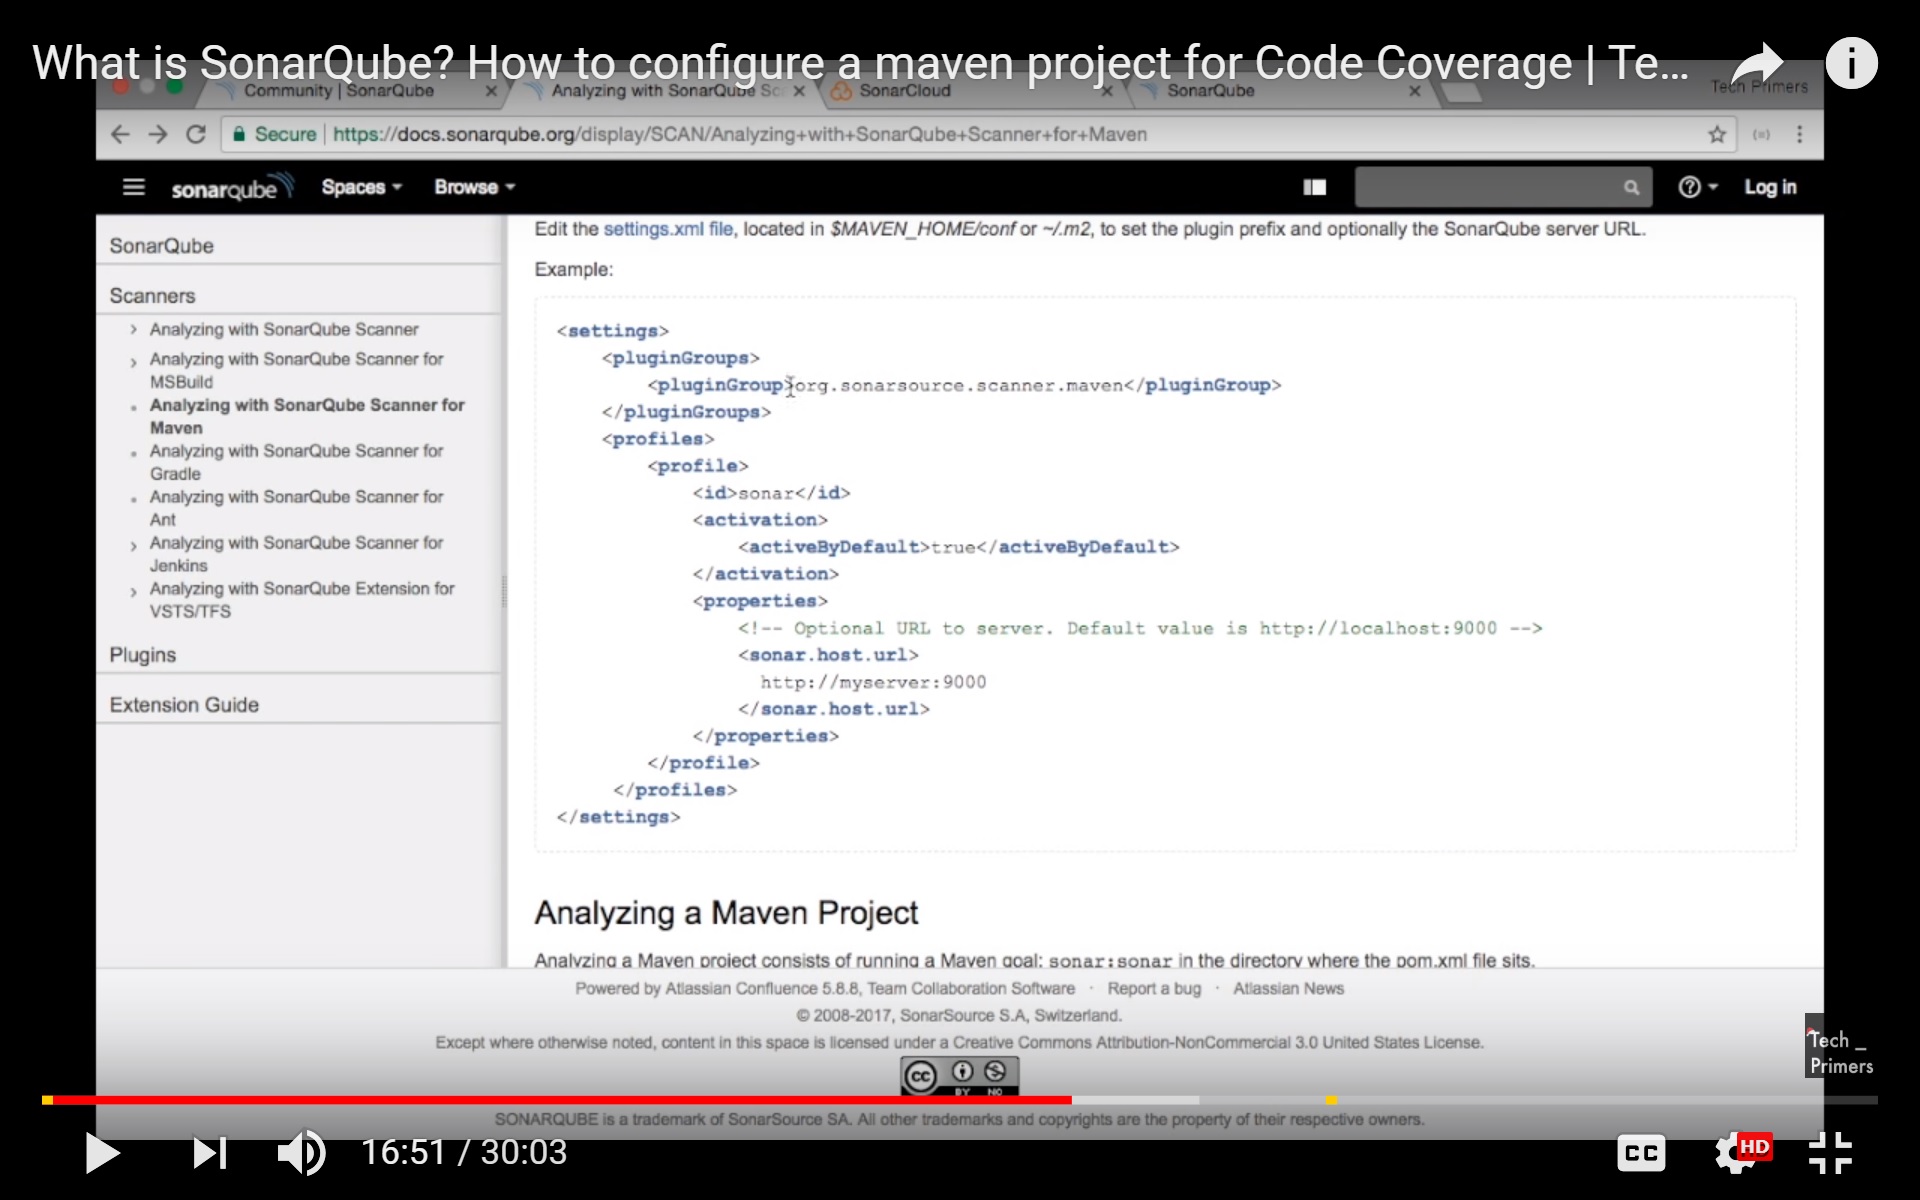 What is SonarQube? How to configure a maven project for Code Coverage | Te...
Community | SonarQube
Analyzing with SonarQube Sc
SonarCloud
SonarQube
Tech Primers
Secure | https://docs.sonarqube.org/display/SCAN/Analyzing+with+SonarQube+Scanner+for+Maven
sonarqube Spaces Browse Log in
SonarQube
Scanners
Analyzing with SonarQube Scanner
Analyzing with SonarQube Scanner for
MSBuild
Analyzing with SonarQube Scanner for
Maven
Analyzing with SonarQube Scanner for
Gradle
Analyzing with SonarQube Scanner for
Ant
Analyzing with SonarQube Scanner for
Jenkins
Analyzing with SonarQube Extension for
VSTS/TFS
Plugins
Extension Guide
Edit the settings.xml file, located in $MAVEN_HOME/conf or ~/.m2, to set the plugin prefix and optionally the SonarQube server URL.
Example:
<settings>
<pluginGroups>
<pluginGroup>org.sonarsource.scanner.maven</pluginGroup>
</pluginGroups>
<profiles>
<profile>
<id>sonar</id>
<activation>
<activeByDefault>true</activeByDefault>
</activation>
<properties>
<!-- Optional URL to server. Default value is http://localhost:9000 -->
<sonar.host.url>
http://myserver:9000
</sonar.host.url>
</properties>
</profile>
</profiles>
</settings>
Analyzing a Maven Project
Analyzing a Maven project consists of running a Maven goal: sonar:sonar in the directory where the pom.xml file sits.
Powered by Atlassian Confluence 5.8.8, Team Collaboration Software · Report a bug · Atlassian News
© 2008-2017, SonarSource S.A, Switzerland.
Except where otherwise noted, content in this space is licensed under a Creative Commons Attribution-NonCommercial 3.0 United States License.
cc
BY NC
Tech _
Primers
SONARQUBE is a trademark of SonarSource SA. All other trademarks and copyrights are the property of their respective owners.
16:51 / 30:03
CC
HD